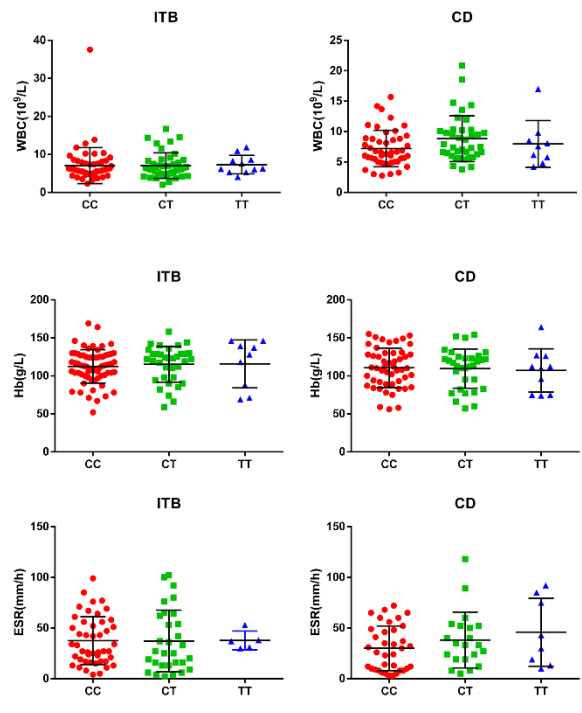 ITB
WBC(10⁹/L)
40
30
20
10
0
CC CT TT
CD
WBC(10⁹/L)
25
20
15
10
5
0
CC CT TT
ITB
Hb(g/L)
200
150
100
50
0
CC CT TT
CD
Hb(g/L)
200
150
100
50
0
CC CT TT
ITB
ESR(mm/h)
150
100
50
0
CC CT TT
CD
ESR(mm/h)
150
100
50
0
CC CT TT